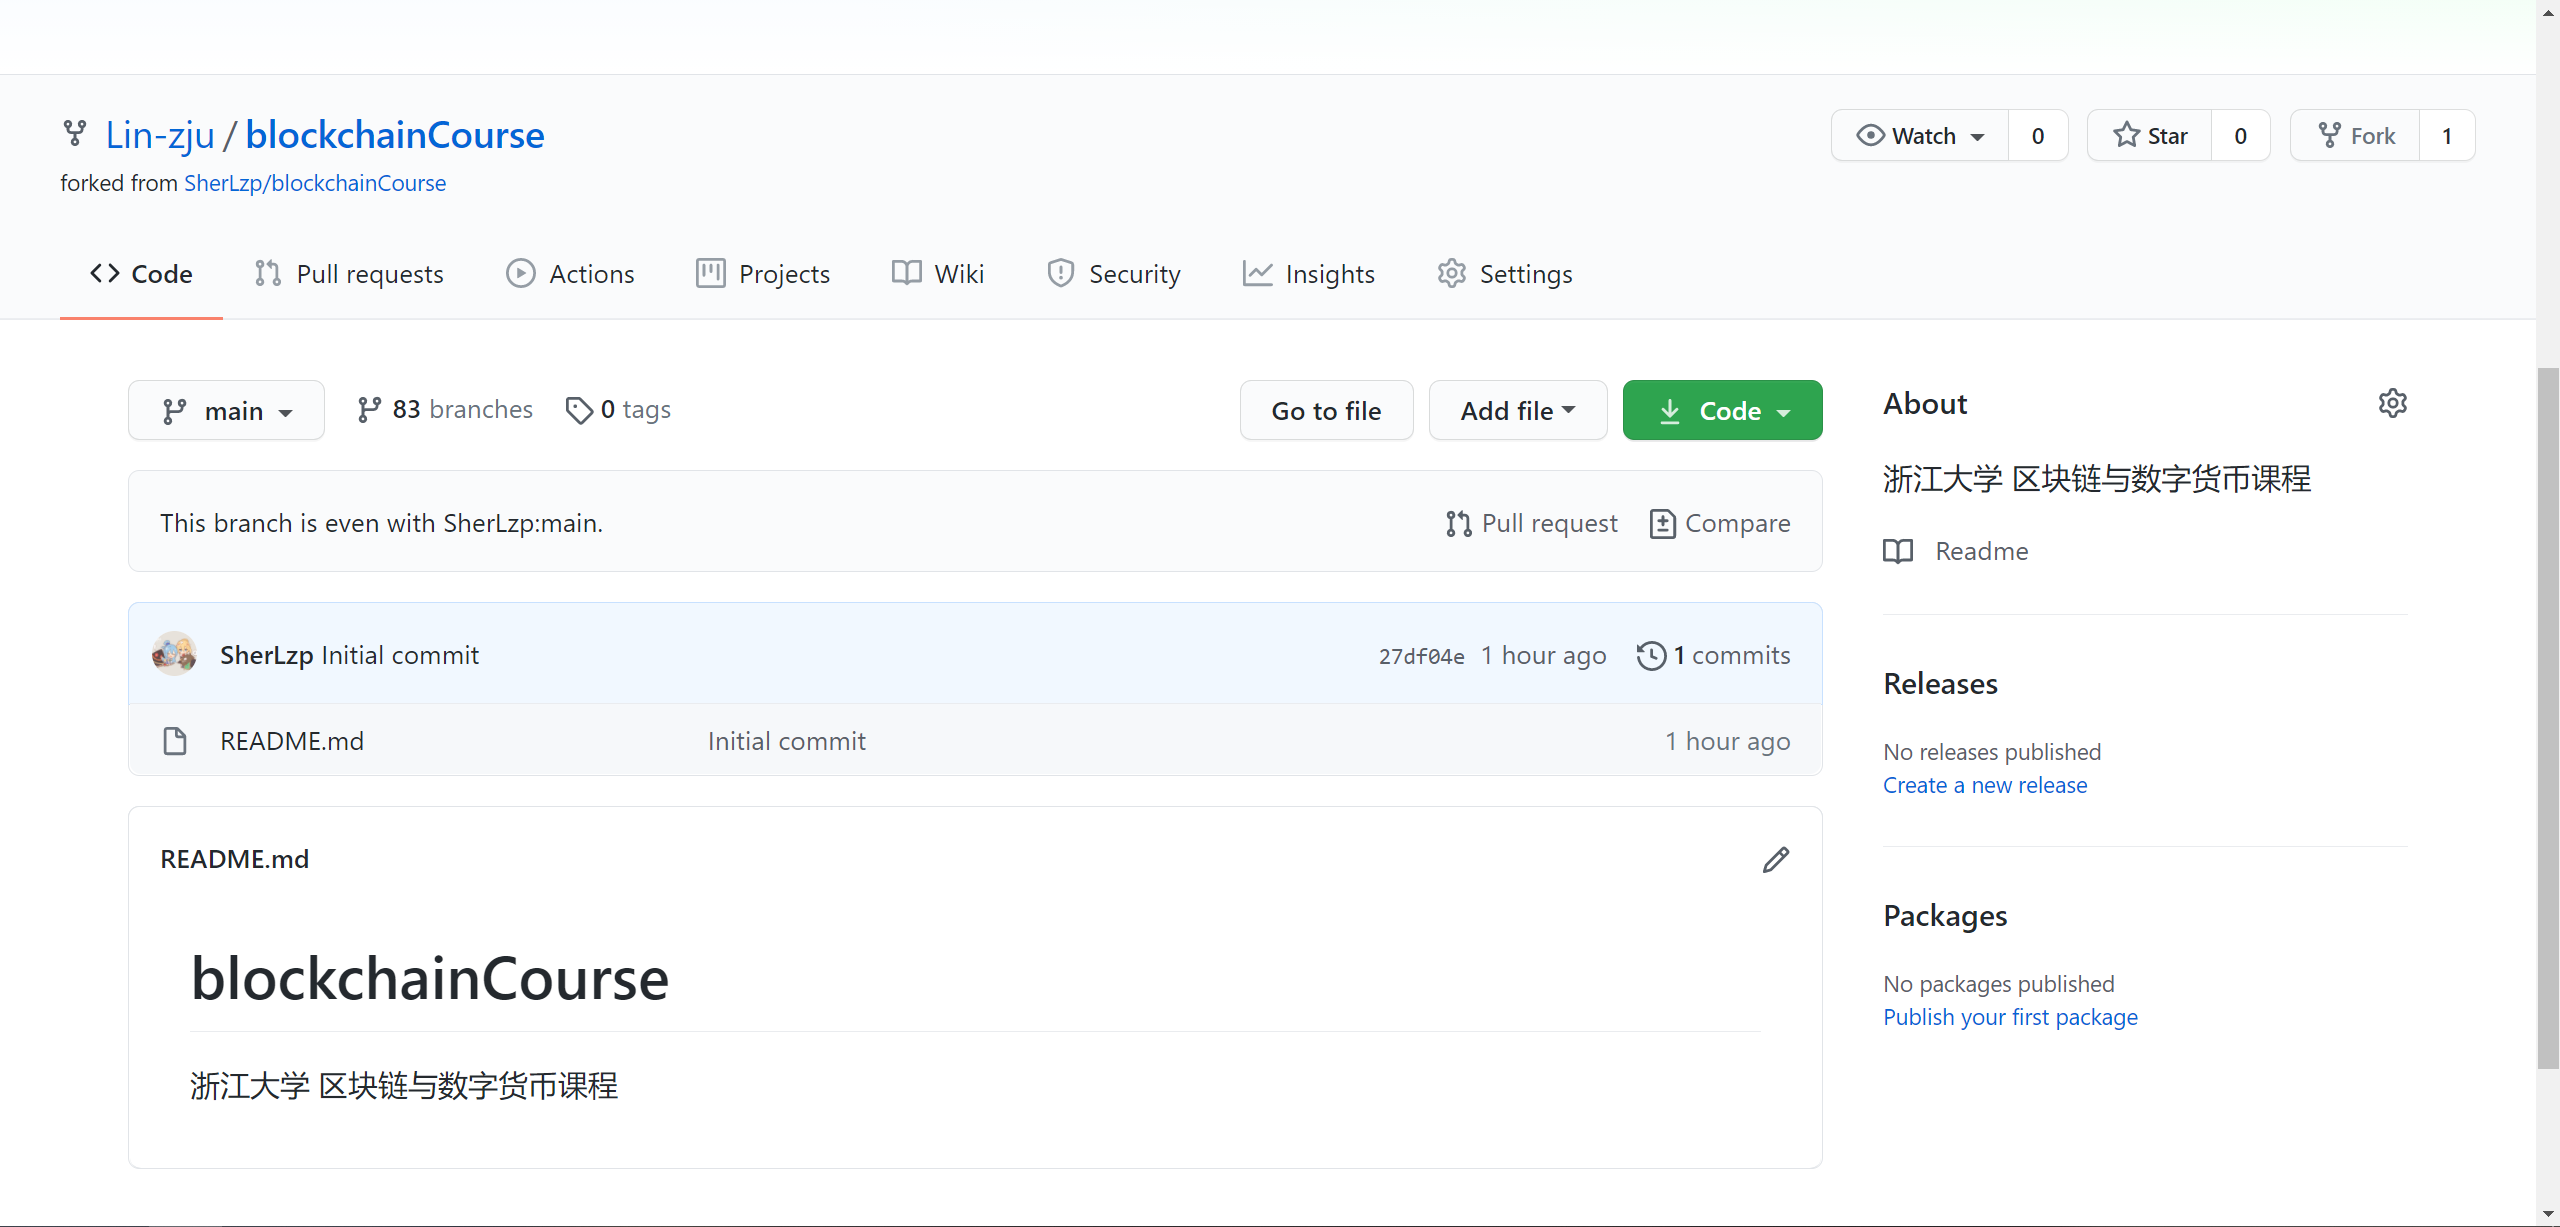 Lin-zju / blockchainCourse
forked from SherLzp/blockchainCourse
Watch 0
Star 0
Fork 1
Code
Pull requests
Actions
Projects
Wiki
Security
Insights
Settings
main
83 branches
0 tags
Go to file
Add file
Code
This branch is even with SherLzp:main.
Pull request
Compare
SherLzp Initial commit
27df04e 1 hour ago
1 commits
README.md
Initial commit
1 hour ago
README.md
blockchainCourse
浙江大学 区块链与数字货币课程
About
浙江大学 区块链与数字货币课程
Readme
Releases
No releases published
Create a new release
Packages
No packages published
Publish your first package